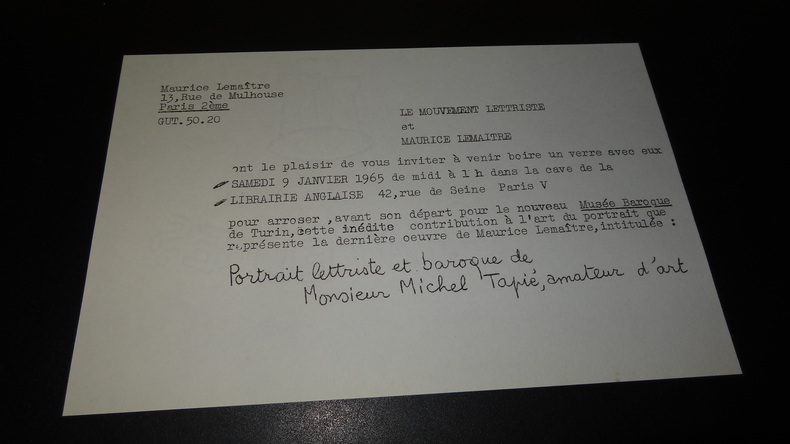 Maurice Lemaître
13,Rue de Mulhouse
Paris 2ème
GUT.50.20
LE MOUVEMENT LETTRISTE
et
MAURICE LEMAITRE
ont le plaisir de vous inviter à venir boire un verre avec eux
SAMEDI 9 JANVIER 1965 de midi à 1h dans la cave de la
LIBRAIRIE ANGLAISE 42,rue de Seine Paris V
pour arroser ,avant son départ pour le nouveau Musée Baroque
de Turin,cette inédite contribution à l'art du portrait que
représente la dernière oeuvre de Maurice Lemaître,intitulée :
Portrait lettriste et baroque de
Monsieur Michel Tapié, amateur d'art